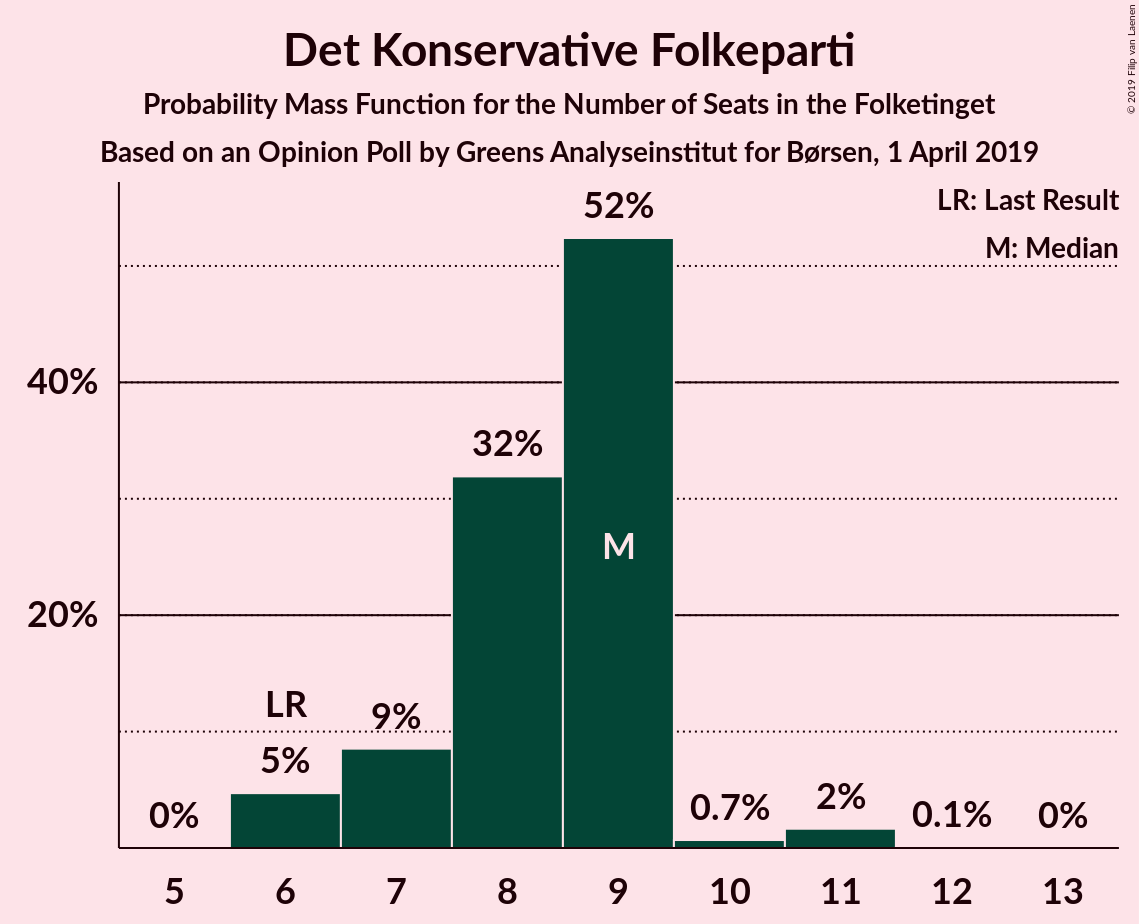 Det Konservative Folkeparti
Probability Mass Function for the Number of Seats in the Folketinget
Based on an Opinion Poll by Greens Analyseinstitut for Børsen, 1 April 2019
© 2019 Filip van Laenen
LR: Last Result
M: Median
52%
40%
32%
M
20%
LR
9%
5%
0%
0.7%
2%
0.1%
0%
5 6 7 8 9 10 11 12 13